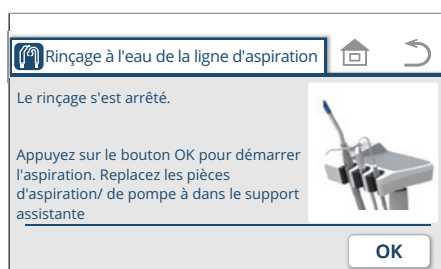 Rinçage à l'eau de la ligne d'aspiration
Le rinçage s'est arrêté.
Appuyez sur le bouton OK pour démarrer
l'aspiration. Replacez les pièces
d'aspiration/ de pompe à dans le support
assistante
OK